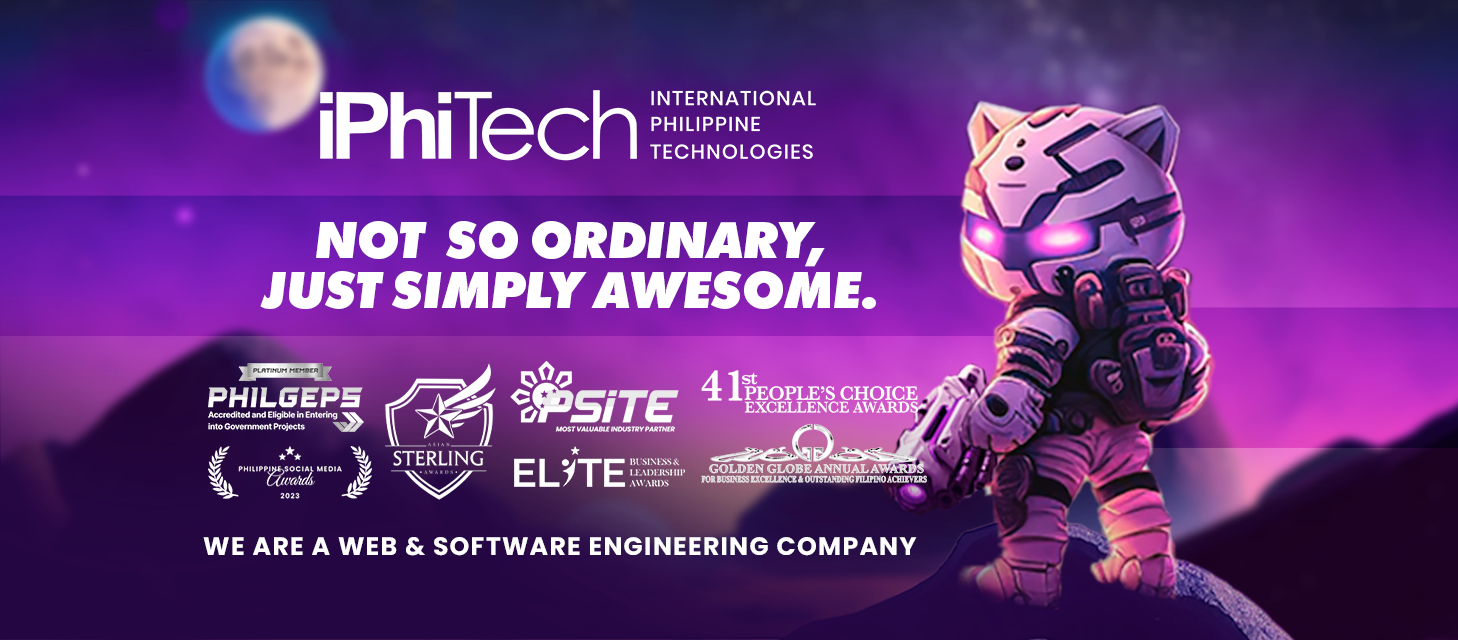 iPhiTech
INTERNATIONAL
PHILIPPINE
TECHNOLOGIES
NOT SO ORDINARY,
JUST SIMPLY AWESOME.
PLATINUM MEMBER
PHILGEPS
Accredited and Eligible in Entering
into Government Projects
PHILIPPINE SOCIAL MEDIA
Awards
2023
ASIAN
STERLING
AWARDS
PSITE
MOST VALUABLE INDUSTRY PARTNER
ELITE
BUSINESS &
LEADERSHIP
AWARDS
41st
PEOPLE'S CHOICE
EXCELLENCE AWARDS
GOLDEN GLOBE ANNUAL AWARDS
FOR BUSINESS EXCELLENCE & OUTSTANDING FILIPINO ACHIEVERS
WE ARE A WEB & SOFTWARE ENGINEERING COMPANY